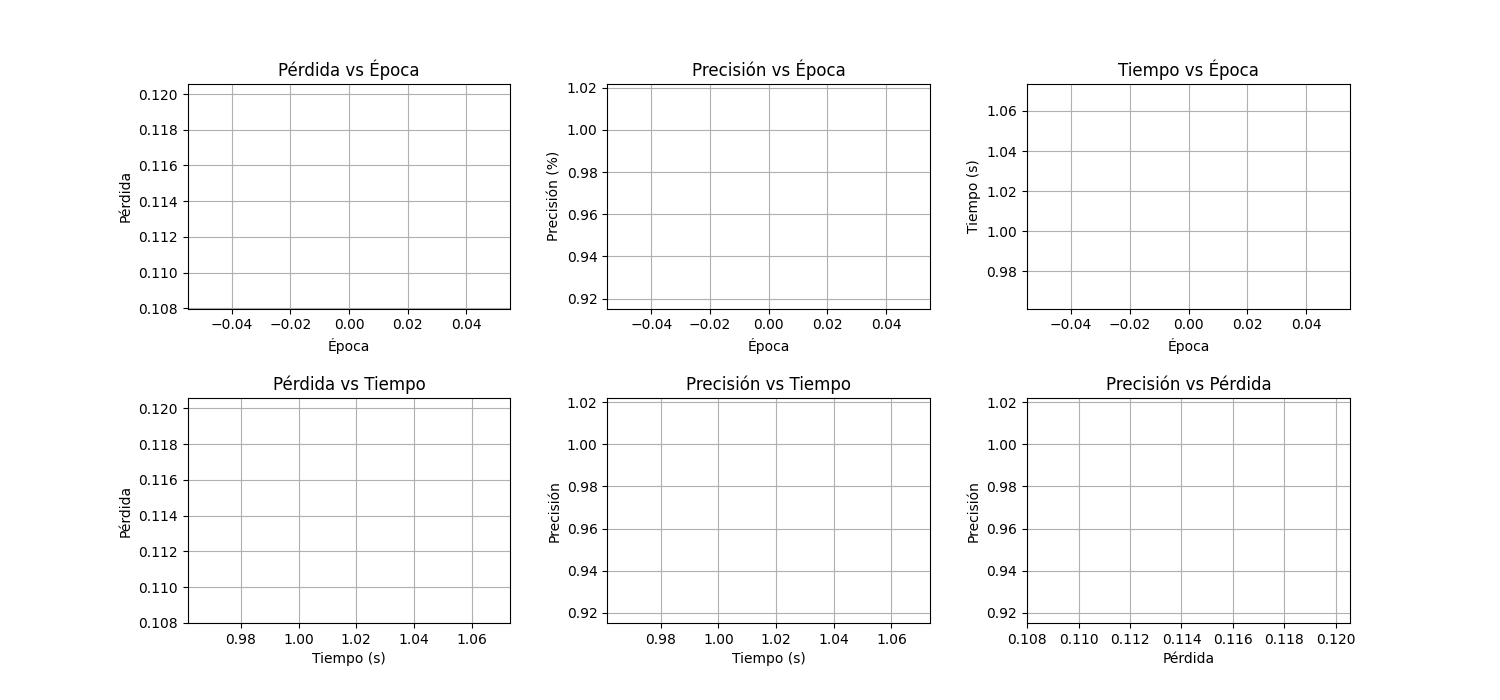 Pérdida vs Época
Pérdida
0.120
0.118
0.116
0.114
0.112
0.110
0.108
−0.04 −0.02 0.00 0.02 0.04
Época
Precisión vs Época
Precisión (%)
1.02
1.00
0.98
0.96
0.94
0.92
−0.04 −0.02 0.00 0.02 0.04
Época
Tiempo vs Época
Tiempo (s)
1.06
1.04
1.02
1.00
0.98
−0.04 −0.02 0.00 0.02 0.04
Época
Pérdida vs Tiempo
Pérdida
0.120
0.118
0.116
0.114
0.112
0.110
0.108
0.98 1.00 1.02 1.04 1.06
Tiempo (s)
Precisión vs Tiempo
Precisión
1.02
1.00
0.98
0.96
0.94
0.92
0.98 1.00 1.02 1.04 1.06
Tiempo (s)
Precisión vs Pérdida
Precisión
1.02
1.00
0.98
0.96
0.94
0.92
0.108 0.110 0.112 0.114 0.116 0.118 0.120
Pérdida